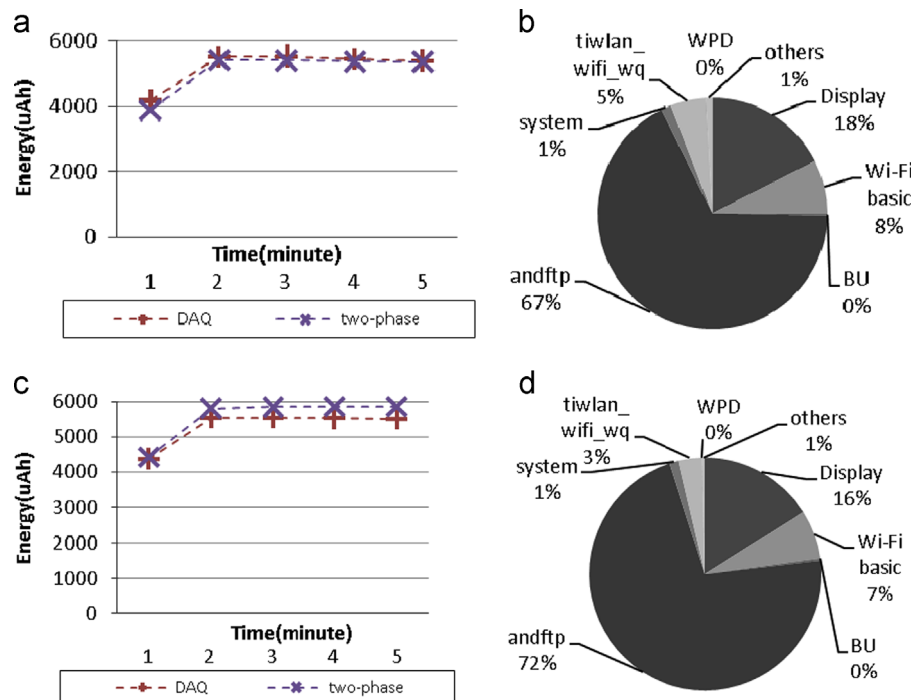 a
6000
4000
2000
0
Energy(uAh)
Time(minute)
1 2 3 4 5
DAQ two-phase
b
tiwlan_
wifi_wq
5%
WPD
0%
others
1%
Display
18%
system
1%
Wi-Fi
basic
8%
andftp
67%
BU
0%
c
6000
5000
4000
3000
2000
1000
0
Energy(uAh)
Time(minute)
1 2 3 4 5
DAQ two-phase
d
tiwlan_
wifi_wq
3%
WPD
0%
others
1%
Display
16%
system
1%
Wi-Fi
basic
7%
andftp
72%
BU
0%